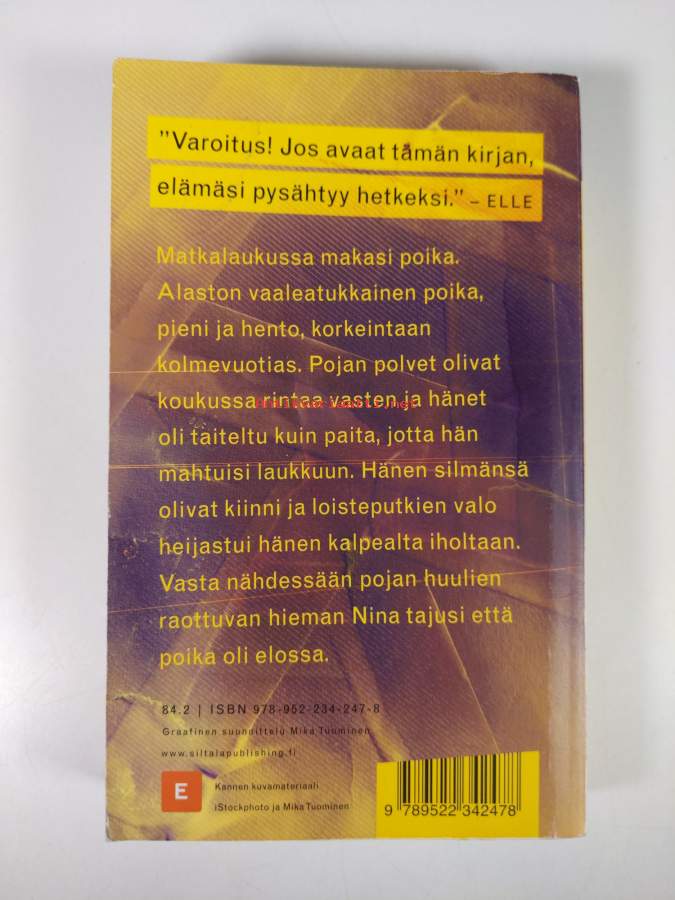 "Varoitus! Jos avaat tämän kirjan,
elämäsi pysähtyy hetkeksi." – ELLE
Matkalaukussa makasi poika.
Alaston vaaleatukkainen poika,
pieni ja hento, korkeintaan
kolmevuotias. Pojan polvet olivat
koukussa rintaa vasten ja hänet
oli taiteltu kuin paita, jotta hän
mahtuisi laukkuun. Hänen silmänsä
olivat kiinni ja loisteputkien valo
heijastui hänen kalpealta iholtaan.
Vasta nähdessään pojan huulien
raottuvan hieman Nina tajusi että
poika oli elossa.
84.2 | ISBN 978-952-234-247-8
Graafinen suunnittelu Mika Tuominen
www.siltalapublishing.fi
E
Kannen kuvamateriaali
iStockphoto ja Mika Tuominen
9 789522 342478